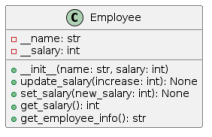 C Employee
__name: str
__salary: int
__init__(name: str, salary: int)
update_salary(increase: int): None
set_salary(new_salary: int): None
get_salary(): int
get_employee_info(): str